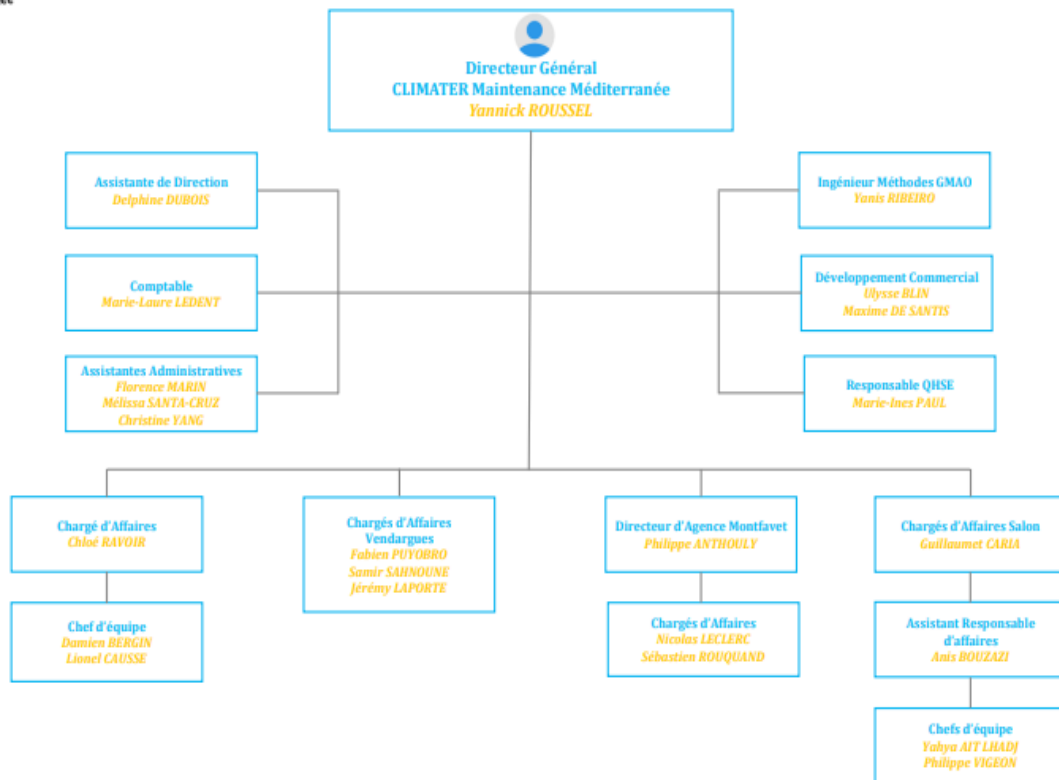 Directeur Général
CLIMATER Maintenance Méditerranée
Yannick ROUSSEL
Assistante de Direction
Delphine DUBOIS
Ingénieur Méthodes GMAO
Yanis RIBEIRO
Comptable
Marie-Laure LEDENT
Développement Commercial
Ulysse BLIN
Maxime DE SANTIS
Assistantes Administratives
Florence MARIN
Mélissa SANTA-CRUZ
Christine YANG
Responsable QHSE
Marie-Ines PAUL
Chargé d'Affaires
Chloé RAVOIR
Chargés d'Affaires
Vendargues
Fabien PUYOBRO
Samir SAHNOUNE
Jérémy LAPORTE
Directeur d'Agence Montfavet
Philippe ANTHOULY
Chargés d'Affaires Salon
Guillaumet CARIA
Chef d'équipe
Damien BERGIN
Lionel CAUSSE
Chargés d'Affaires
Nicolas LECLERC
Sébastien ROUQUAND
Assistant Responsable
d'affaires
Anis BOUZAZI
Chefs d'équipe
Yahya AIT LHADJ
Philippe VIGEON